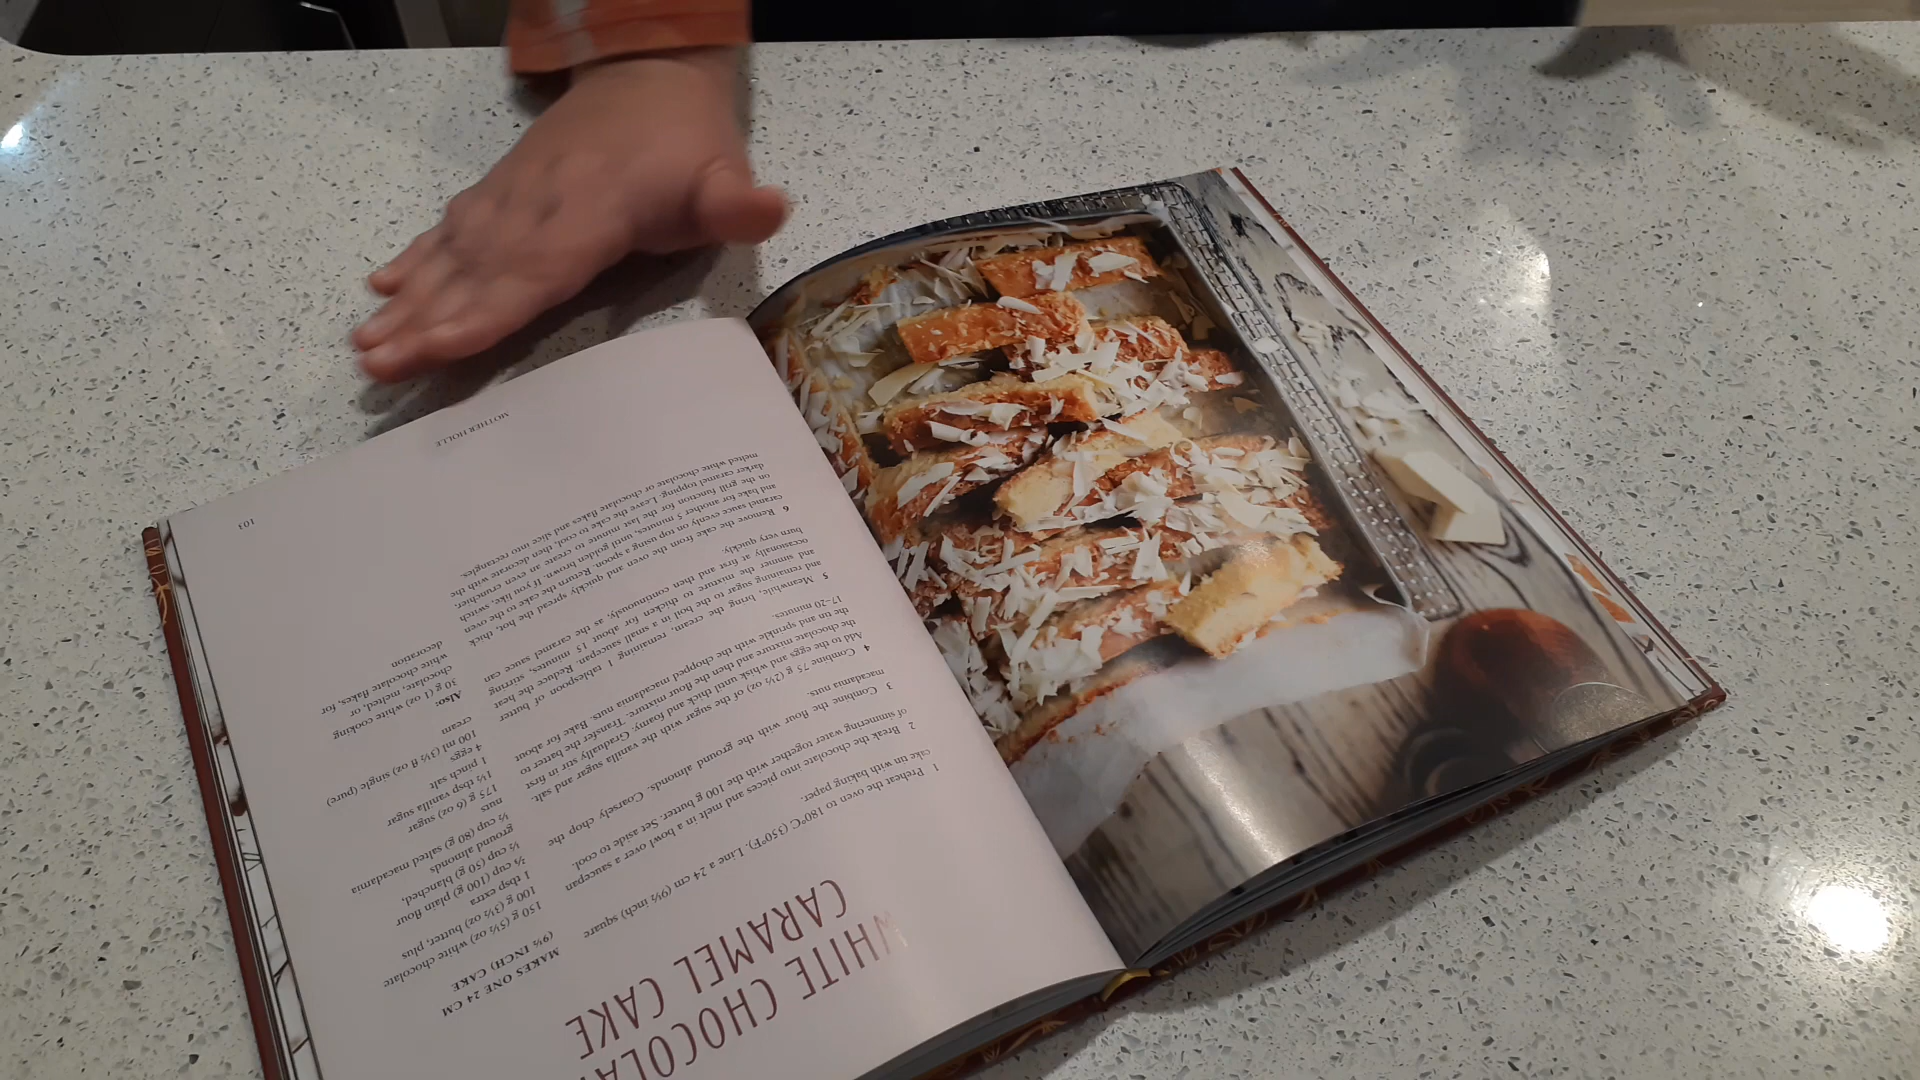 WHITE CHOCOLA
CARAMEL CAKE
MAKES ONE 24 CM
(9½ INCH) CAKE
150 g (5½ oz) white chocolate
100 g (3½ oz) butter, plus
1 tbsp extra
⅔ cup (100 g) plain flour
½ cup (50 g) blanched,
ground almonds
½ cup (80 g) salted macadamia
nuts
175 g (6 oz) sugar
1½ tsp vanilla sugar
1 pinch salt
4 eggs
100 ml (3½ fl oz) single (pure)
cream
Also:
30 g (1 oz) white cooking
chocolate, melted, or,
white chocolate flakes, for
decoration
1 Preheat the oven to 180°C (350°F). Line a 24 cm (9½ inch) square
cake tin with baking paper.
2 Break the chocolate into pieces and melt in a bowl over a saucepan
of simmering water together with the 100 g butter. Set aside to cool.
3 Combine the flour with the ground almonds. Coarsely chop the
macadamia nuts.
4 Combine 75 g (2½ oz) of the sugar with the vanilla sugar and salt.
Add to the eggs and whisk until thick and foamy. Gradually stir in first
the chocolate mixture and then the flour mixture. Transfer the batter to
the tin and sprinkle with the chopped macadamia nuts. Bake for about
17–20 minutes.
5 Meanwhile, bring the cream, remaining 1 tablespoon of butter
and remaining sugar to the boil in a small saucepan. Reduce the heat
and simmer the mixture to thicken for about 15 minutes, stirring
occasionally at first and then continuously, as the caramel sauce can
burn very quickly.
6 Remove the cake from the oven and quickly spread the hot, thick
caramel sauce evenly on top using a spoon. Return the cake to the oven
and bake for another 5 minutes, until golden brown. If you like, switch
on the grill function for the last minute to create an even crunchier,
darker caramel topping. Leave the cake to cool, then decorate with the
melted white chocolate or chocolate flakes and slice into rectangles.
MOTHER HOLLE
103